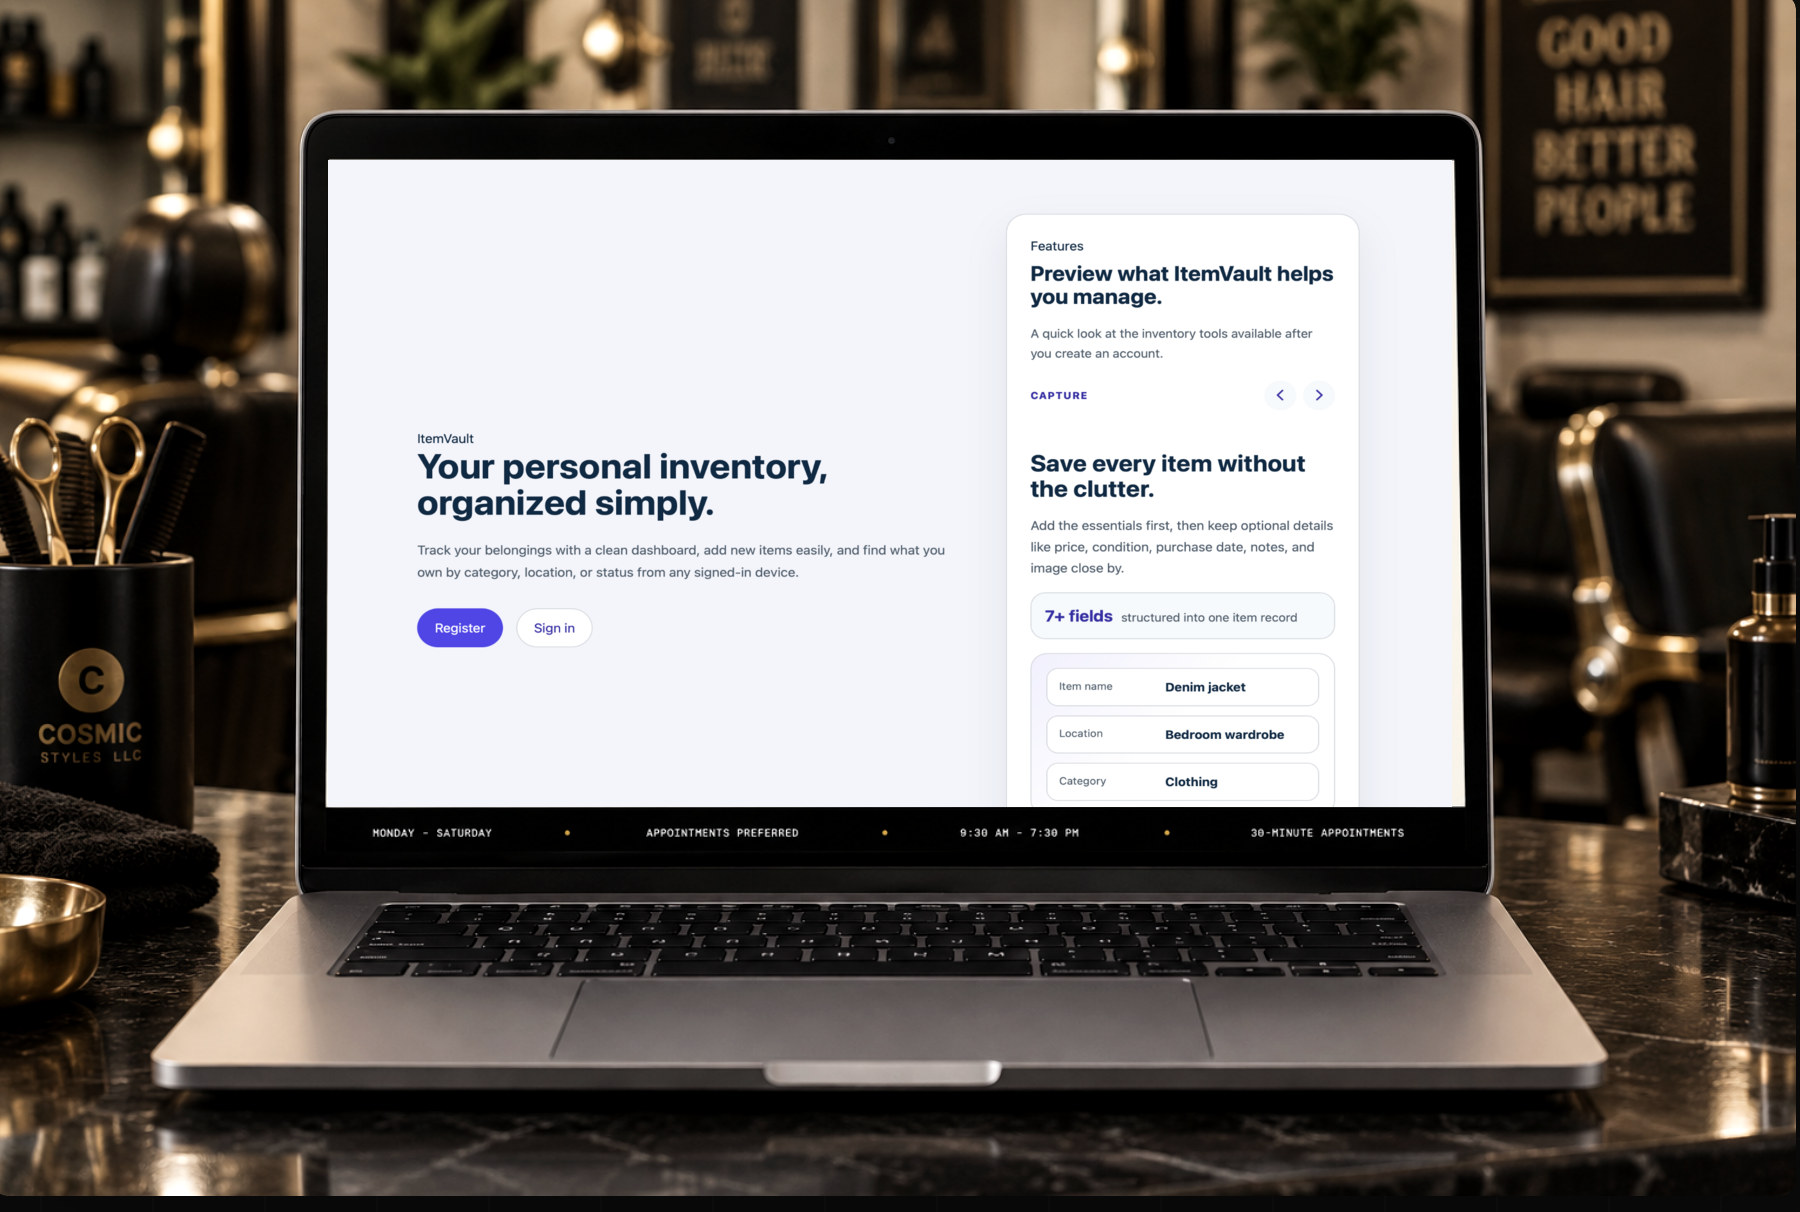 GOOD
HAIR
BETTER
PEOPLE
ItemVault
Your personal inventory,
organized simply.
Track your belongings with a clean dashboard, add new items easily, and find what you
own by category, location, or status from any signed-in device.
Register
Sign in
Features
Preview what ItemVault helps
you manage.
A quick look at the inventory tools available after
you create an account.
CAPTURE
Save every item without
the clutter.
Add the essentials first, then keep optional details
like price, condition, purchase date, notes, and
image close by.
7+ fields structured into one item record
Item name Denim jacket
Location Bedroom wardrobe
Category Clothing
C
COSMIC
STYLES LLC
MONDAY - SATURDAY • APPOINTMENTS PREFERRED • 9:30 AM - 7:30 PM • 30-MINUTE APPOINTMENTS